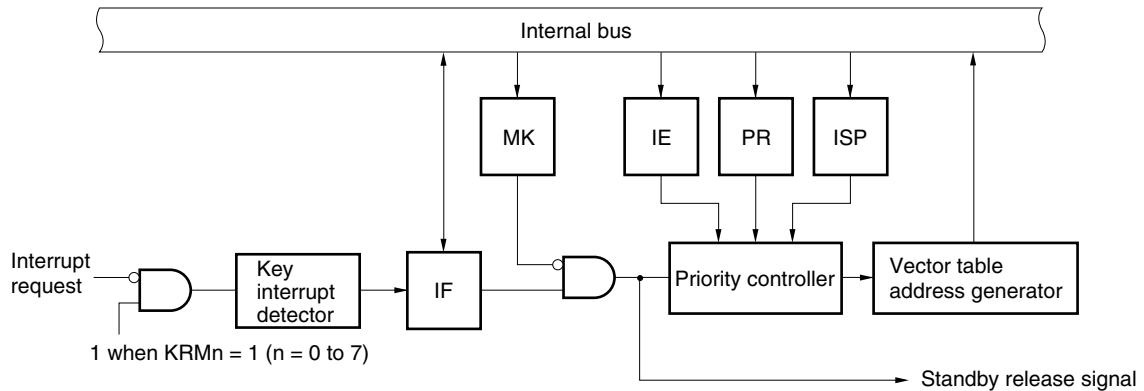 Internal bus
MK
IE
PR
ISP
Interrupt
request
Key
interrupt
detector
IF
Priority controller
Vector table
address generator
1 when KRMn = 1 (n = 0 to 7)
Standby release signal